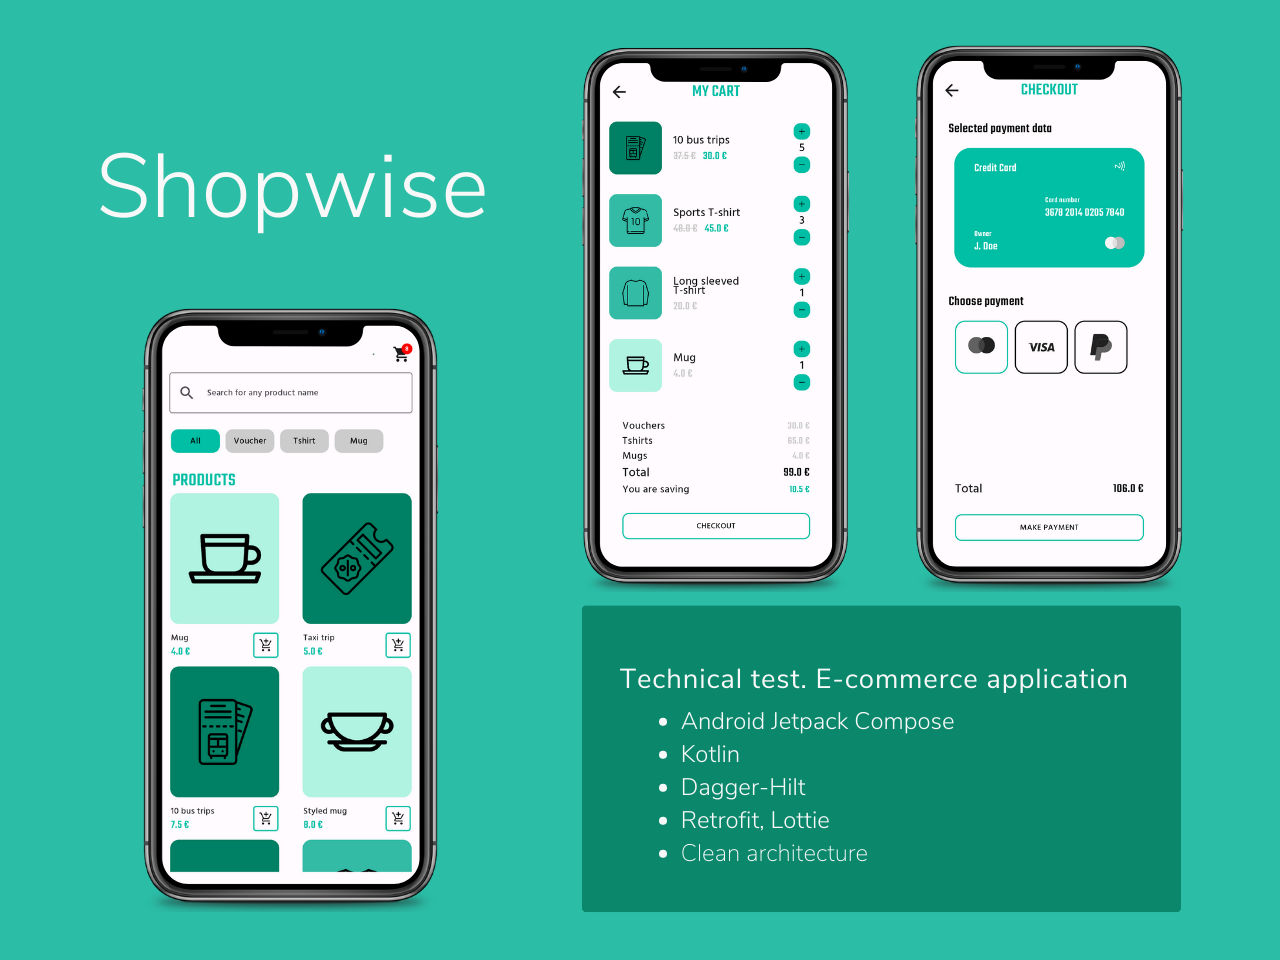 Shopwise
8
Search for any product name
All Voucher Tshirt Mug
PRODUCTS
Mug Taxi trip
4.0 € 5.0 €
10 bus trips Styled mug
7.5 € 8.0 €
MY CART
10 bus trips
37.5 € 30.0 €
+
5
−
10
Sports T-shirt
48.0 € 45.0 €
+
3
−
Long sleeved
T-shirt
20.0 €
+
1
−
Mug
4.0 €
+
1
−
Vouchers 30.0 €
Tshirts 65.0 €
Mugs 4.0 €
Total 99.0 €
You are saving 10.5 €
CHECKOUT
CHECKOUT
Selected payment data
Credit Card
Card number
3678 2014 0205 7640
Owner
J. Doe
Choose payment
VISA
Total 106.0 €
MAKE PAYMENT
Technical test. E-commerce application
• Android Jetpack Compose
• Kotlin
• Dagger-Hilt
• Retrofit, Lottie
• Clean architecture